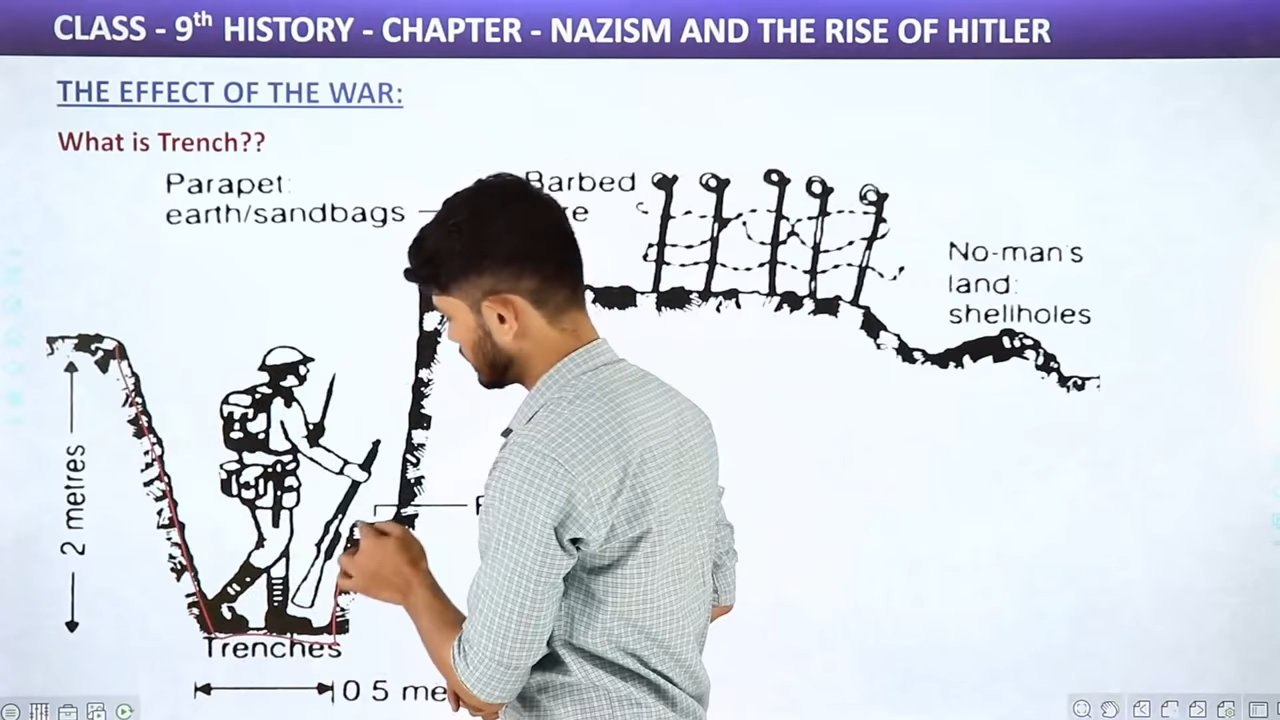 CLASS - 9th HISTORY - CHAPTER - NAZISM AND THE RISE OF HITLER
THE EFFECT OF THE WAR:
What is Trench??
Parapet:
earth/sandbags
Barbed
No-man's
land:
shellholes
2 metres
Trenches
0 5